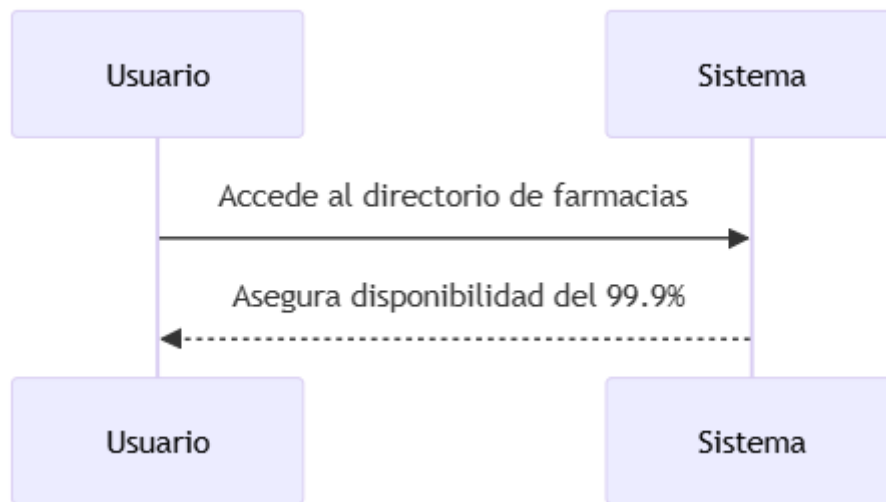 Usuario
Sistema
Accede al directorio de farmacias
Asegura disponibilidad del 99.9%
Usuario
Sistema